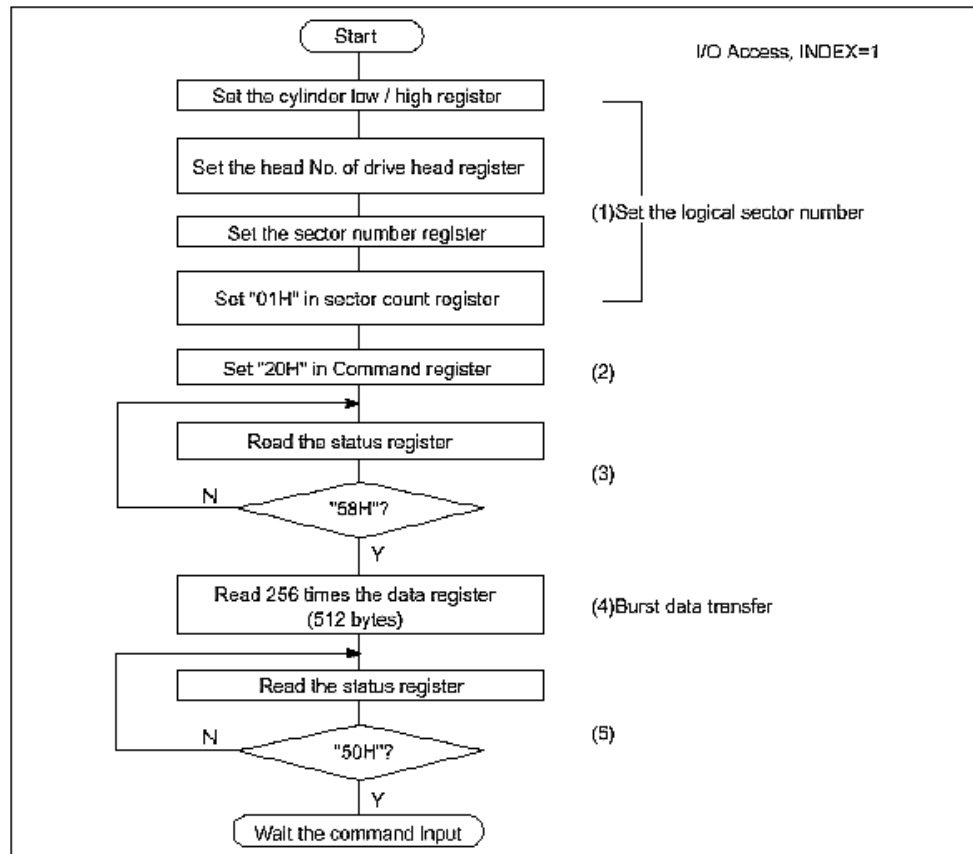 Start
I/O Access, INDEX=1
Set the cylinder low / high register
Set the head No. of drive head register
(1)Set the logical sector number
Set the sector number register
Set "01H" in sector count register
Set "20H" in Command register
(2)
Read the status register
(3)
N
"58H"?
Y
Read 256 times the data register
(512 bytes)
(4)Burst data transfer
Read the status register
(5)
N
"50H"?
Y
Wait the command Input